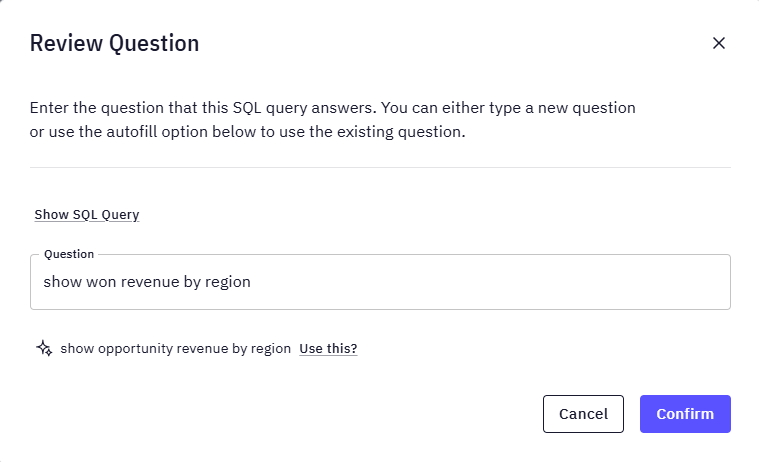 Review Question
Enter the question that this SQL query answers. You can either type a new question
or use the autofill option below to use the existing question.
Show SQL Query
Question
show won revenue by region
show opportunity revenue by region Use this?
Cancel Confirm